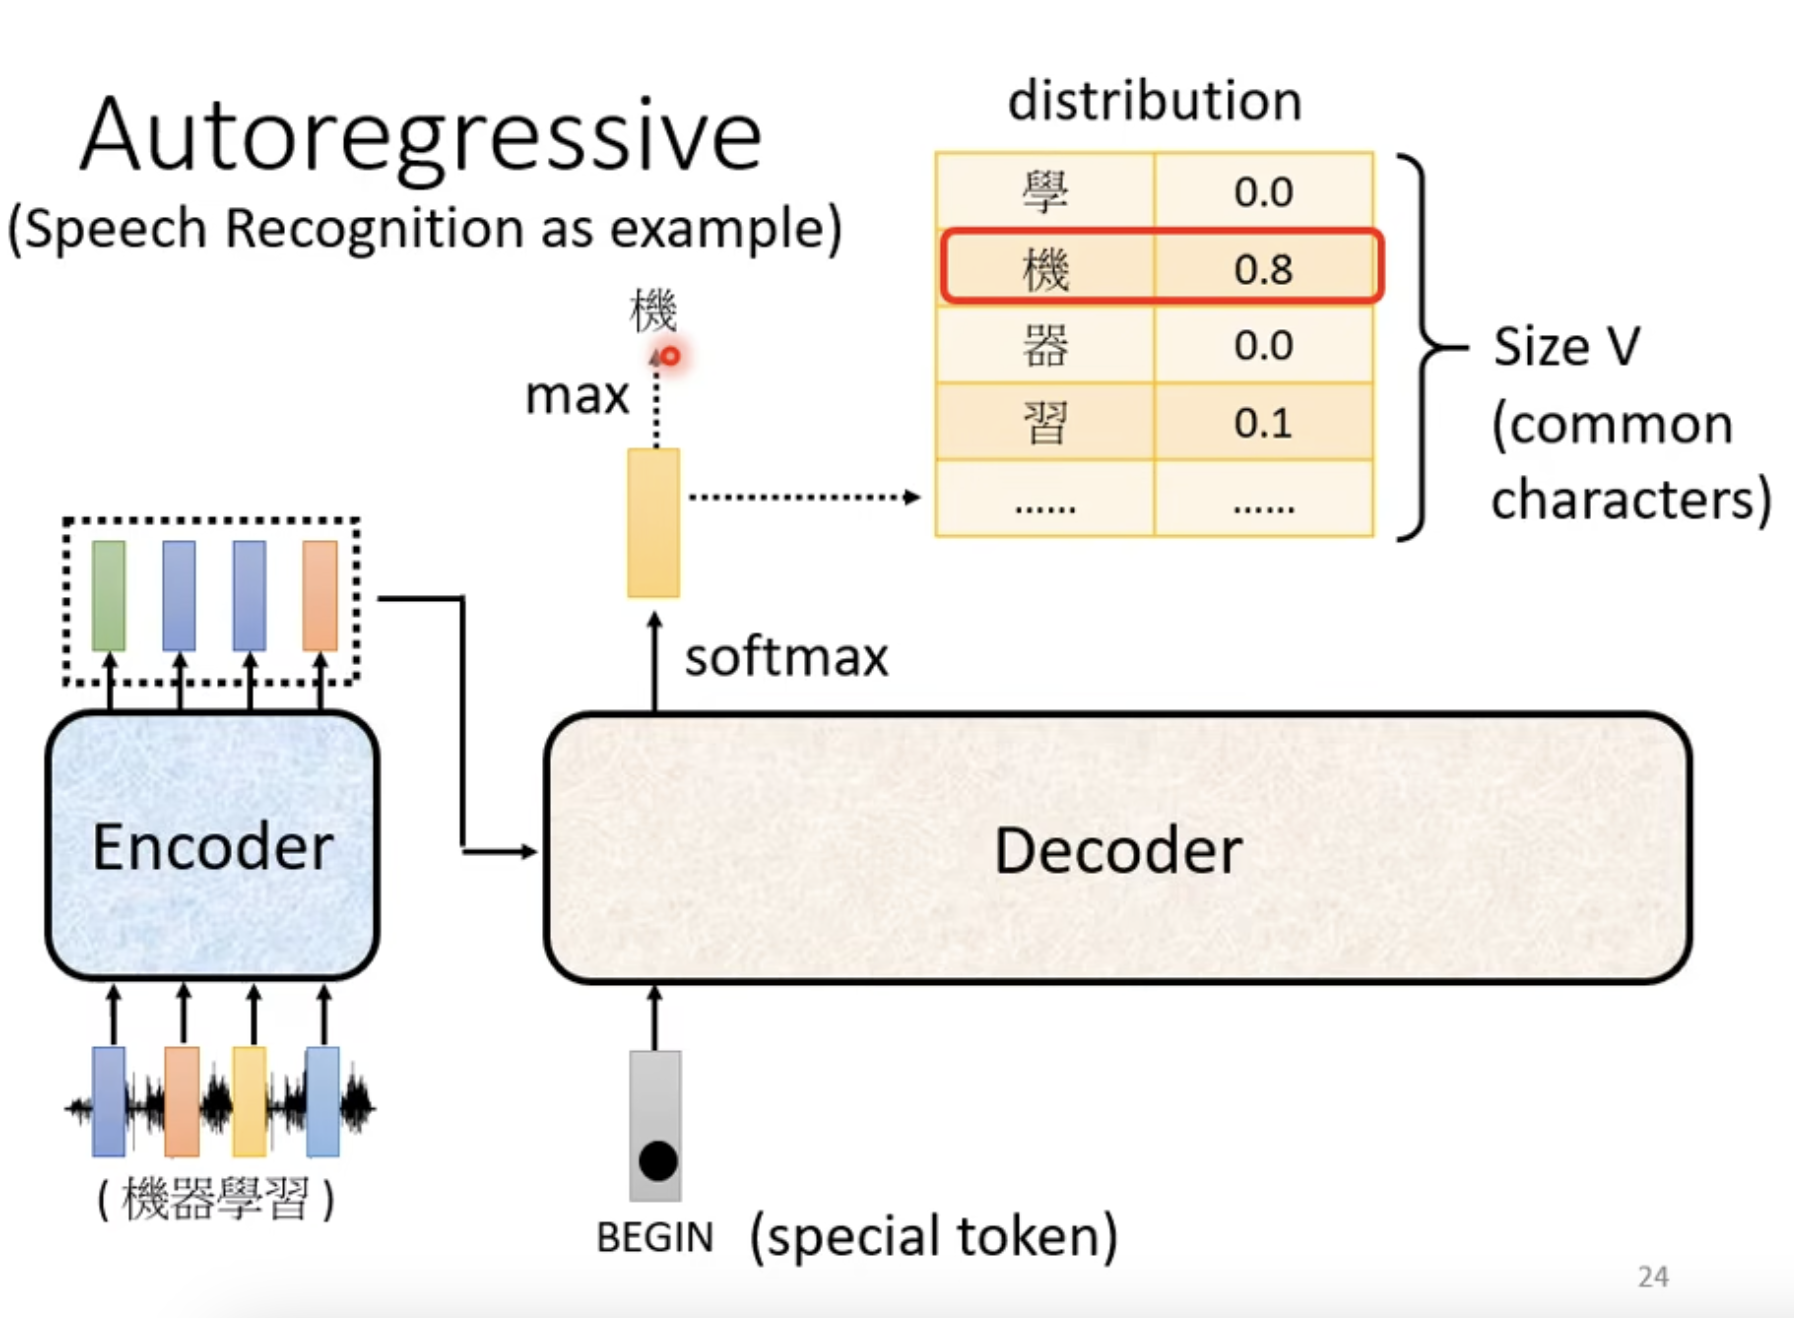 Autoregressive
(Speech Recognition as example)
distribution
學 0.0
機 0.8
器 0.0
習 0.1
…… ……
Size V
(common
characters)
機
max
softmax
Encoder
Decoder
(機器學習)
BEGIN (special token)
24